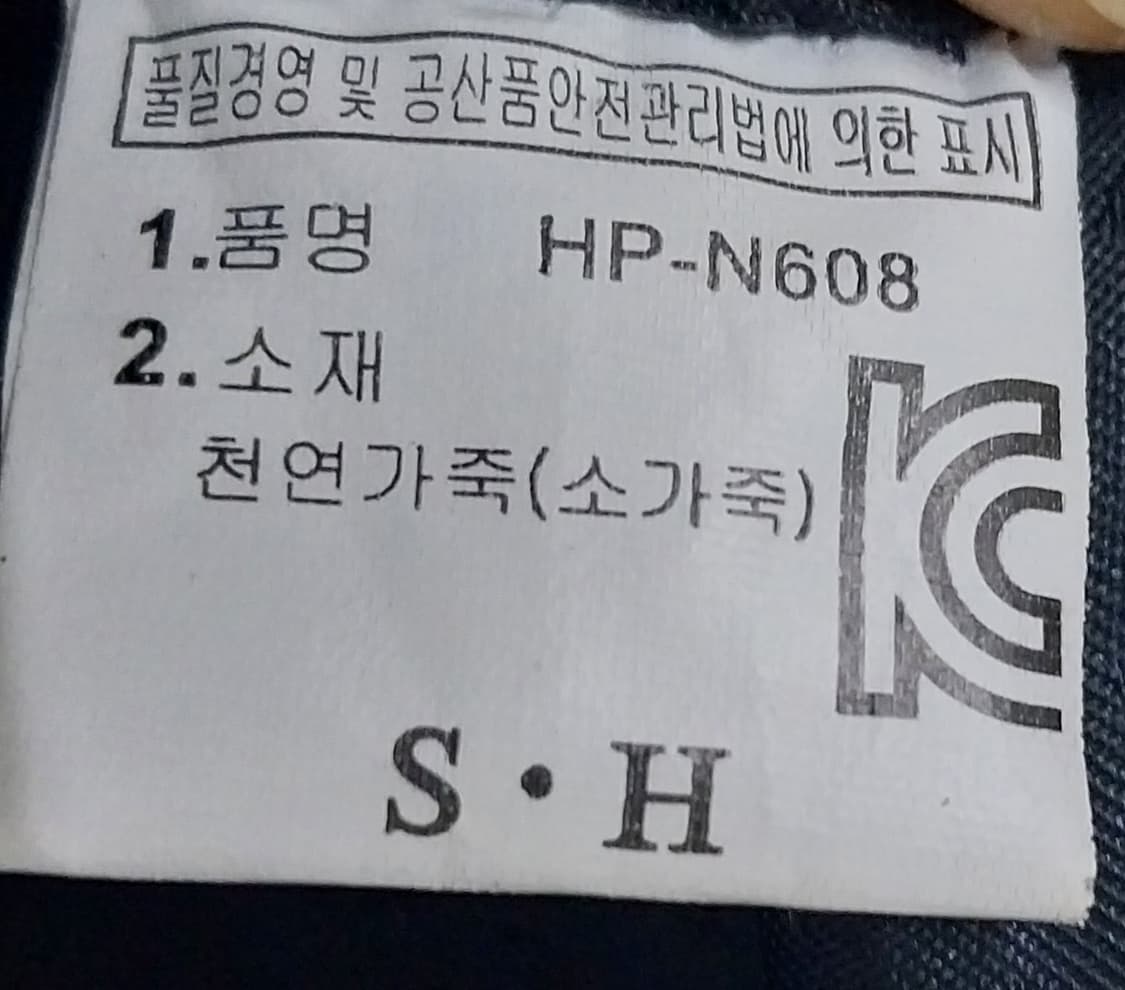 품질경영 및 공산품안전관리법에 의한 표시
1.품명 HP-N608
2.소재
천연가죽(소가죽)
KC
S·H